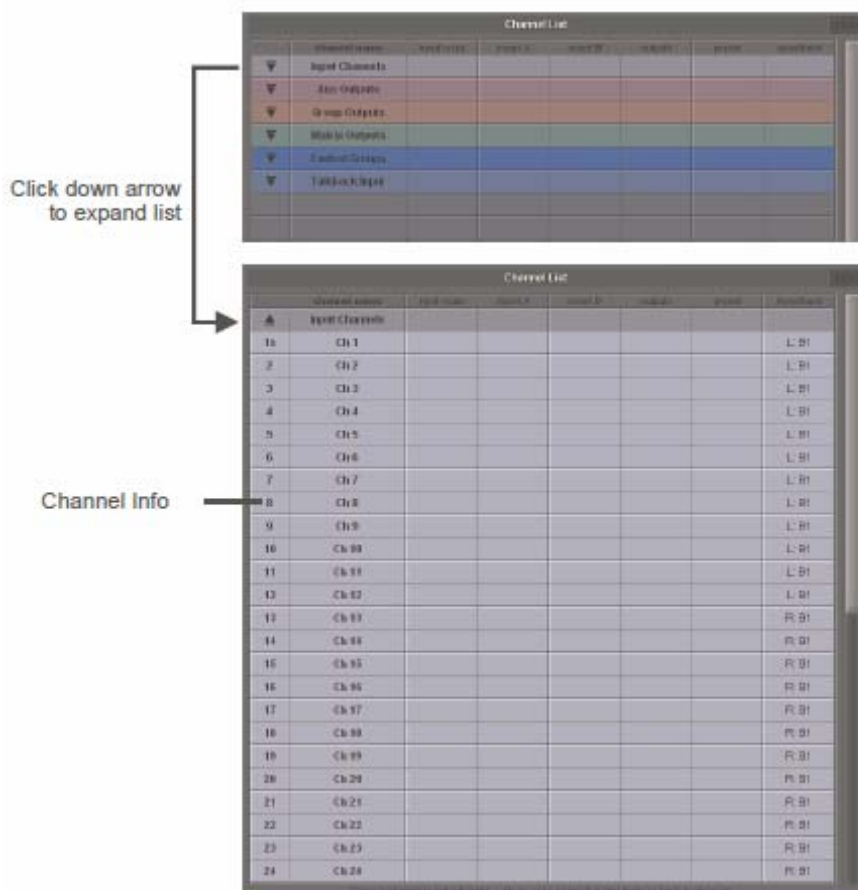 Channel List
channel name
Input Channels
Aux Outputs
Group Outputs
Matrix Outputs
Control Groups
Talkback Input
Click down arrow
to expand list
Channel List
channel name
Input Channels
Ch 1 L: B1
2 Ch 2 L: B1
3 Ch 3 L: B1
4 Ch 4 L: B1
5 Ch 5 L: B1
6 Ch 6 L: B1
7 Ch 7 L: B1
Channel Info
8 Ch 8 L: B1
9 Ch 9 L: B1
10 Ch 10 L: B1
11 Ch 11 L: B1
12 Ch 12 L: B1
13 Ch 13 R: B1
14 Ch 14 R: B1
15 Ch 15 R: B1
16 Ch 16 R: B1
17 Ch 17 R: B1
18 Ch 18 R: B1
19 Ch 19 R: B1
20 Ch 20 R: B1
21 Ch 21 R: B1
22 Ch 22 R: B1
23 Ch 23 R: B1
24 Ch 24 R: B1